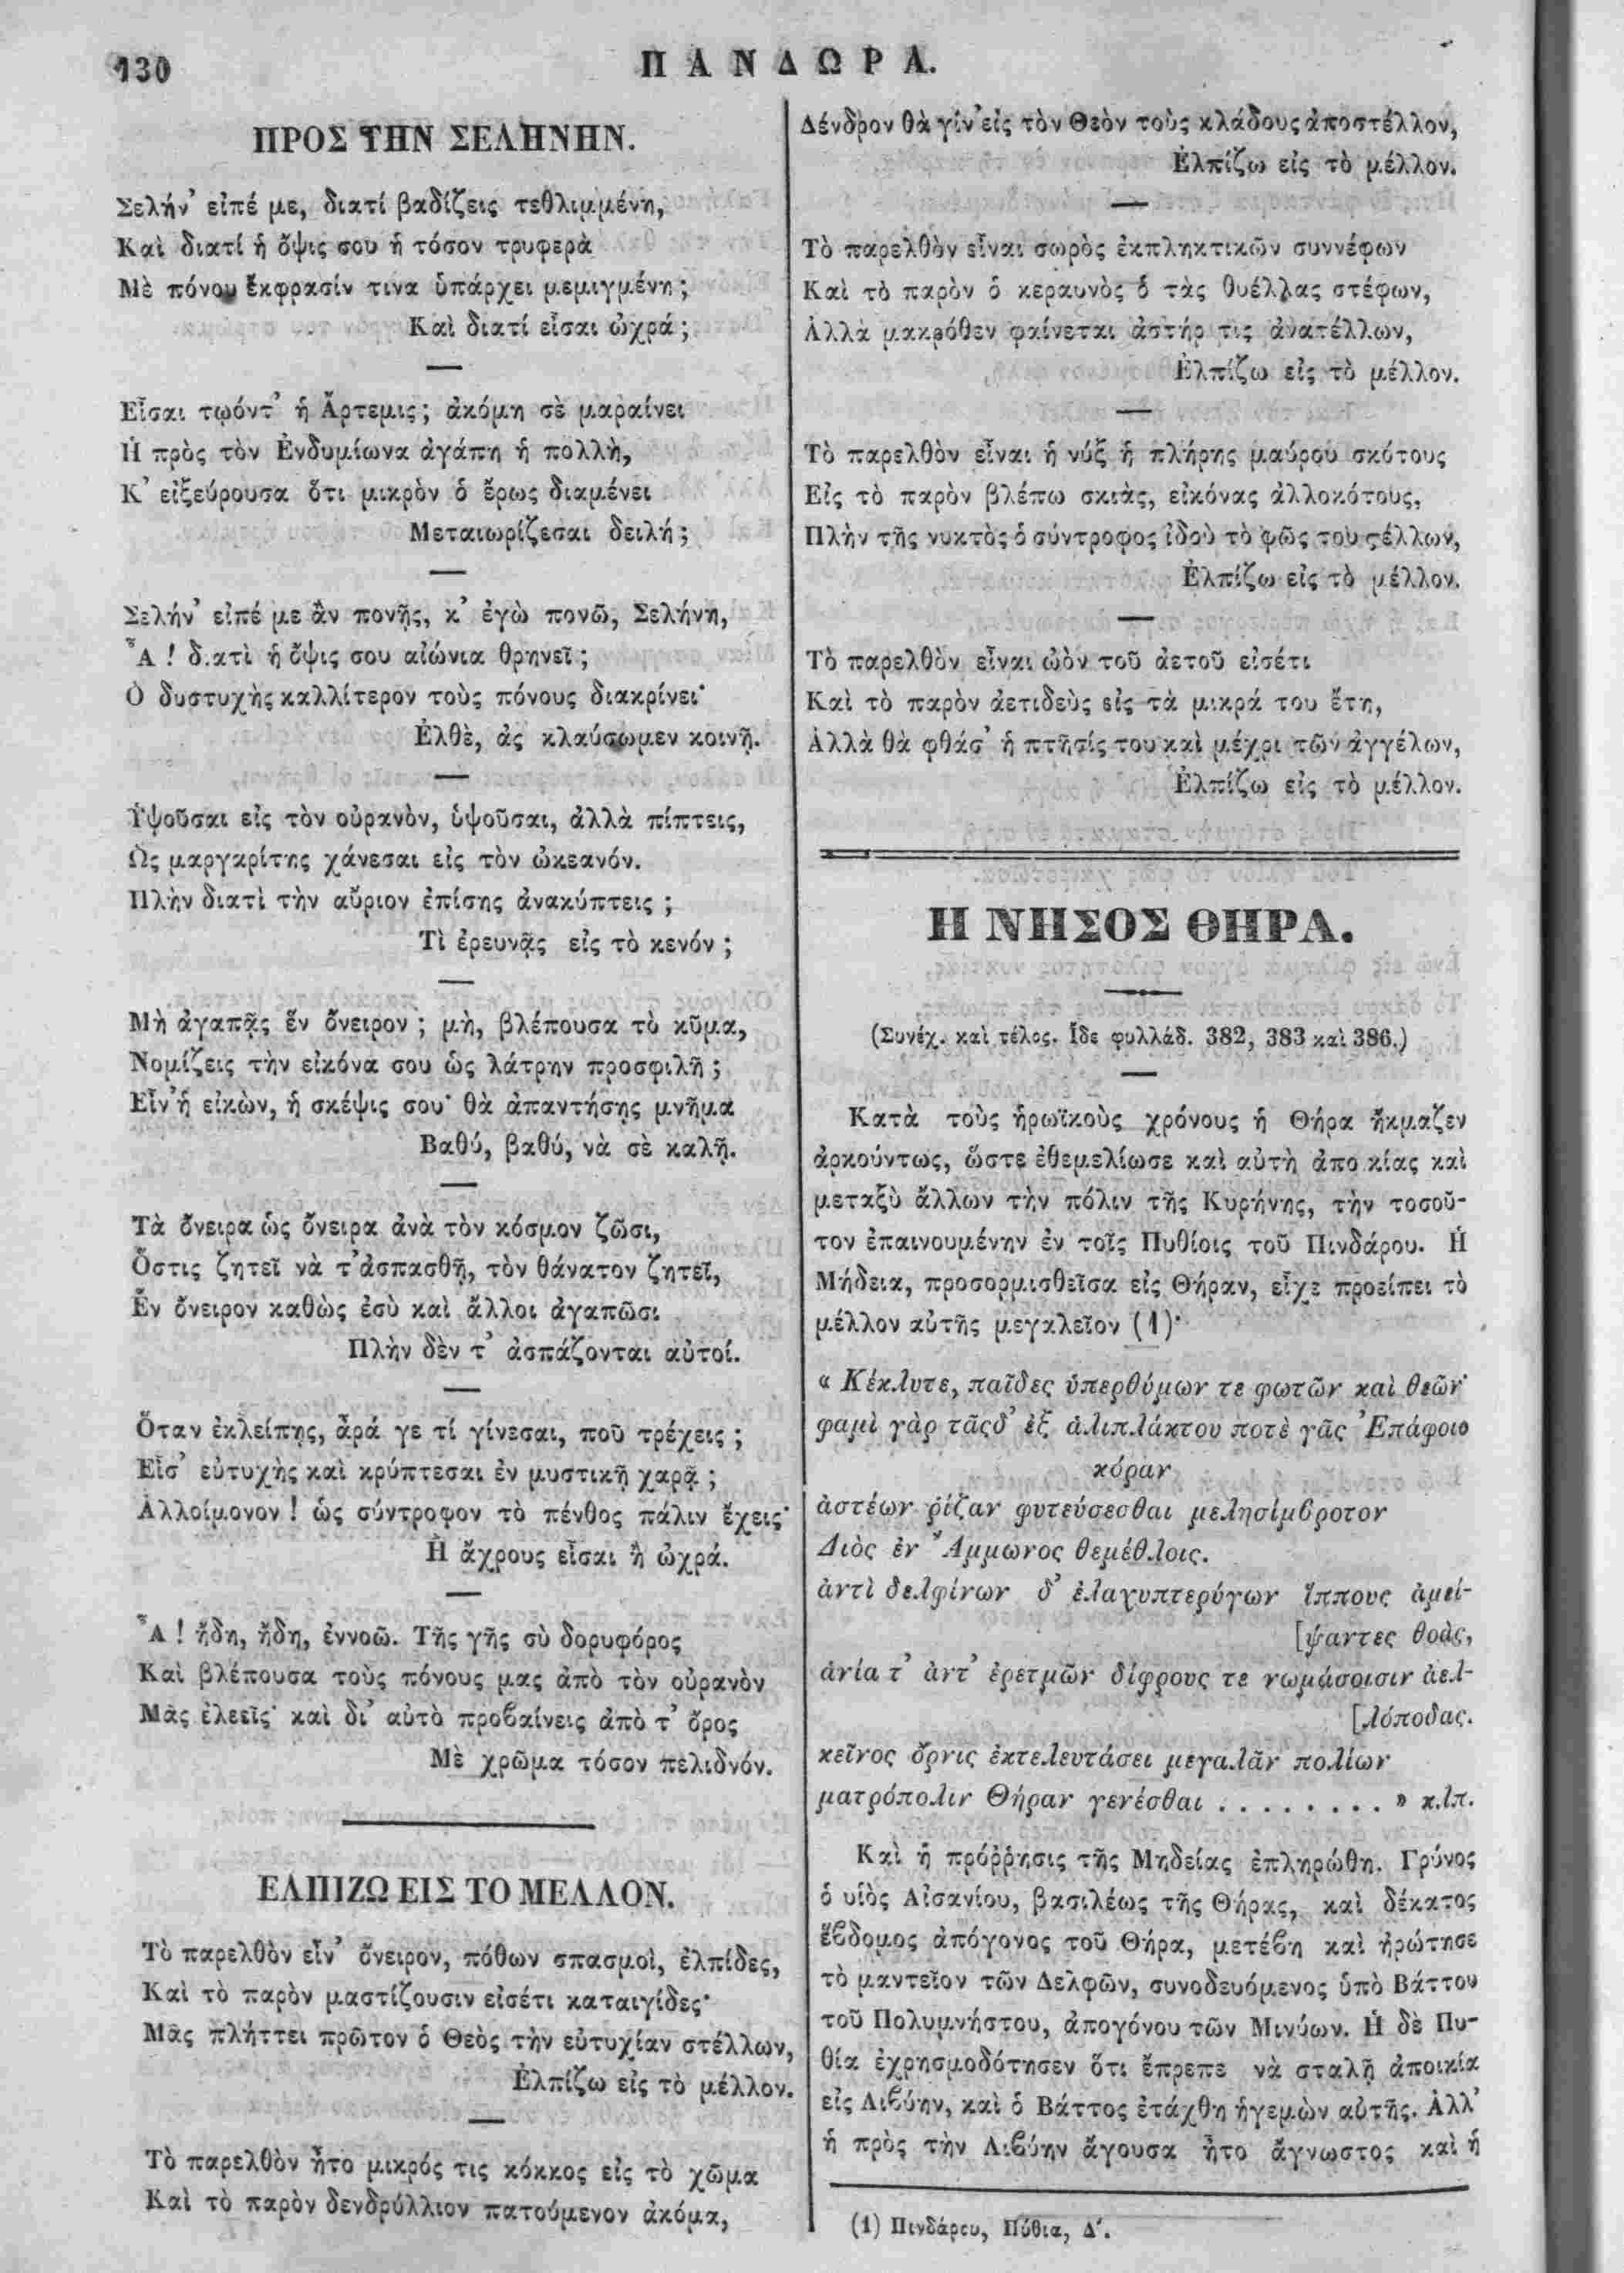 130
ΠΑΝΔΩΡΑ.
ΠΡΟΣ ΤΗΝ ΣΕΛΗΝΗΝ.
Σελήν' εἰπέ με, διατί βαδίζεις τεθλιμμένη,
Καὶ διατί ἡ ὄψις σου ἡ τόσον τρυφερὰ
Μὲ πόνου ἔκφρασίν τινα ὑπάρχει μεμιγμένη;
Καὶ διατί εἶσαι ὠχρά;
Εἶσαι τῳόντ' ἡ Ἄρτεμις; ἀκόμη σὲ μαραίνει
Ἡ πρὸς τὸν Ἐνδυμίωνα ἀγάπη ἡ πολλὴ,
Κ' εἰξεύρουσα ὅτι μικρὸν ὁ ἔρως διαμένει
Μεταιωρίζεσαι δειλή;
Σελήν' εἰπέ με ἂν πονῇς, κ' ἐγὼ πονῶ, Σελήνη,
Ἆ! διατὶ ἡ ὄψις σου αἰώνια θρηνεῖ;
Ὁ δυστυχὴς καλλίτερον τοὺς πόνους διακρίνει·
Ἐλθὲ, ἂς κλαύσωμεν κοινῇ.
Ὑψοῦσαι εἰς τὸν οὐρανὸν, ὑψοῦσαι, ἀλλὰ πίπτεις,
Ὡς μαργαρίτης χάνεσαι εἰς τὸν ὠκεανόν.
Πλὴν διατὶ τὴν αὔριον ἐπίσης ἀνακύπτεις;
Τὶ ἐρευνᾷς εἰς τὸ κενόν;
Μὴ ἀγαπᾷς ἓν ὄνειρον; μὴ, βλέπουσα τὸ κῦμα,
Νομίζεις τὴν εἰκόνα σου ὡς λάτρην προσφιλῆ;
Εἶν' ἡ εἰκὼν, ἡ σκέψις σου· θὰ ἀπαντήσῃς μνῆμα
Βαθύ, βαθύ, νὰ σὲ καλῇ.
Τὰ ὄνειρα ὡς ὄνειρα ἀνὰ τὸν κόσμον ζῶσι,
Ὅστις ζητεῖ νὰ τ' ἀσπασθῇ, τὸν θάνατον ζητεῖ,
Ἓν ὄνειρον καθὼς ἐσὺ καὶ ἄλλοι ἀγαπῶσι
Πλὴν δὲν τ' ἀσπάζονται αὐτοί.
Ὅταν ἐκλείπῃς, ἆρά γε τί γίνεσαι, ποῦ τρέχεις;
Εἶσ' εὐτυχὴς καὶ κρύπτεσαι ἐν μυστικῇ χαρᾷ;
Ἀλλοίμονον! ὡς σύντροφον τὸ πένθος πάλιν ἔχεις·
Ἢ ἄχρους εἶσαι ἢ ὠχρά.
Ἆ! ἤδη, ἤδη, ἐννοῶ. Τῆς γῆς σὺ δορυφόρος
Καὶ βλέπουσα τοὺς πόνους μας ἀπὸ τὸν οὐρανὸν
Μᾶς ἐλεεῖς· καὶ δι' αὐτὸ προβαίνεις ἀπὸ τ' ὄρος
Μὲ χρῶμα τόσον πελιδνόν.
ΕΛΠΙΖΩ ΕΙΣ ΤΟ ΜΕΛΛΟΝ.
Τὸ παρελθὸν εἶν' ὄνειρον, πόθων σπασμοὶ, ἐλπίδες,
Καὶ τὸ παρὸν μαστίζουσιν εἰσέτι καταιγίδες·
Μᾶς πλήττει πρῶτον ὁ Θεὸς τὴν εὐτυχίαν στέλλων,
Ἐλπίζω εἰς τὸ μέλλον.
Τὸ παρελθὸν ἦτο μικρός τις κόκκος εἰς τὸ χῶμα
Καὶ τὸ παρὸν δενδρύλλιον πατούμενον ἀκόμα,
Δένδρον θὰ γίν' εἰς τὸν Θεὸν τοὺς κλάδους ἀποστέλλον,
Ἐλπίζω εἰς τὸ μέλλον.
Τὸ παρελθὸν εἶναι σωρὸς ἐκπληκτικῶν συννέφων
Καὶ τὸ παρὸν ὁ κεραυνὸς ὁ τὰς θυέλλας στέφων,
Ἀλλὰ μακρόθεν φαίνεται ἀστήρ τις ἀνατέλλων,
Ἐλπίζω εἰς τὸ μέλλον.
Τὸ παρελθὸν εἶναι ἡ νὺξ ἡ πλήρης μαύρου σκότους
Εἰς τὸ παρὸν βλέπω σκιὰς, εἰκόνας ἀλλοκότους,
Πλὴν τῆς νυκτὸς ὁ σύντροφος ἰδοὺ τὸ φῶς του ϛέλλων,
Ἐλπίζω εἰς τὸ μέλλον.
Τὸ παρελθὸν εἶναι ὠὸν τοῦ ἀετοῦ εἰσέτι
Καὶ τὸ παρὸν ἀετιδεὺς εἰς τὰ μικρά του ἔτη,
Ἀλλὰ θὰ φθάσ' ἡ πτῆσίς του καὶ μέχρι τῶν ἀγγέλων,
Ἐλπίζω εἰς τὸ μέλλον.
Η ΝΗΣΟΣ ΘΗΡΑ.
(Συνέχ. καὶ τέλος. Ἴδε φυλλάδ. 382, 383 καὶ 386.)
Κατὰ τοὺς ἡρωϊκοὺς χρόνους ἡ Θήρα ἤκμαζεν
ἀρκούντως, ὥστε ἐθεμελίωσε καὶ αὐτὴ ἀποικίας καὶ
μεταξὺ ἄλλων τὴν πόλιν τῆς Κυρήνης, τὴν τοσοῦ-
τον ἐπαινουμένην ἐν τοῖς Πυθίοις τοῦ Πινδάρου. Ἡ
Μήδεια, προσορμισθεῖσα εἰς Θήραν, εἶχε προείπει τὸ
μέλλον αὐτῆς μεγαλεῖον (1)·
« Κέκλυτε, παῖδες ὑπερθύμων τε φωτῶν καὶ θεῶν·
φαμὶ γὰρ τᾶςδ' ἐξ ἁλιπλάκτου ποτὲ γᾶς Ἐπάφοιο
κόραν
ἀστέων ῥίζαν φυτεύσεσθαι μελησίμβροτον
Διὸς ἐν Ἄμμωνος θεμέθλοις.
ἀντὶ δελφίνων δ' ἐλαχυπτερύγων ἵππους ἀμεί-
[ψαντες θοὰς,
ἁνία τ' ἀντ' ἐρετμῶν δίφρους τε νωμάσοισιν ἀελ-
[λόποδας.
κεῖνος ὄρνις ἐκτελευτάσει μεγαλᾶν πολίων
ματρόπολιν Θήραν γενέσθαι . . . . . . . . » κ.λπ.
Καὶ ἡ πρόῤῥησις τῆς Μηδείας ἐπληρώθη. Γρύνος
ὁ υἱὸς Αἰσανίου, βασιλέως τῆς Θήρας, καὶ δέκατος
ἕβδομος ἀπόγονος τοῦ Θήρα, μετέβη καὶ ἠρώτησε
τὸ μαντεῖον τῶν Δελφῶν, συνοδευόμενος ὑπὸ Βάττου
τοῦ Πολυμνήστου, ἀπογόνου τῶν Μινύων. Ἡ δὲ Πυ-
θία ἐχρησμοδότησεν ὅτι ἔπρεπε νὰ σταλῇ ἀποικία
εἰς Λιβύην, καὶ ὁ Βάττος ἐτάχθη ἡγεμὼν αὐτῆς. Ἀλλ'
ἡ πρὸς τὴν Λιβύην ἄγουσα ἦτο ἄγνωστος καὶ ἡ
(1) Πινδάρου, Πύθια, Δ'.